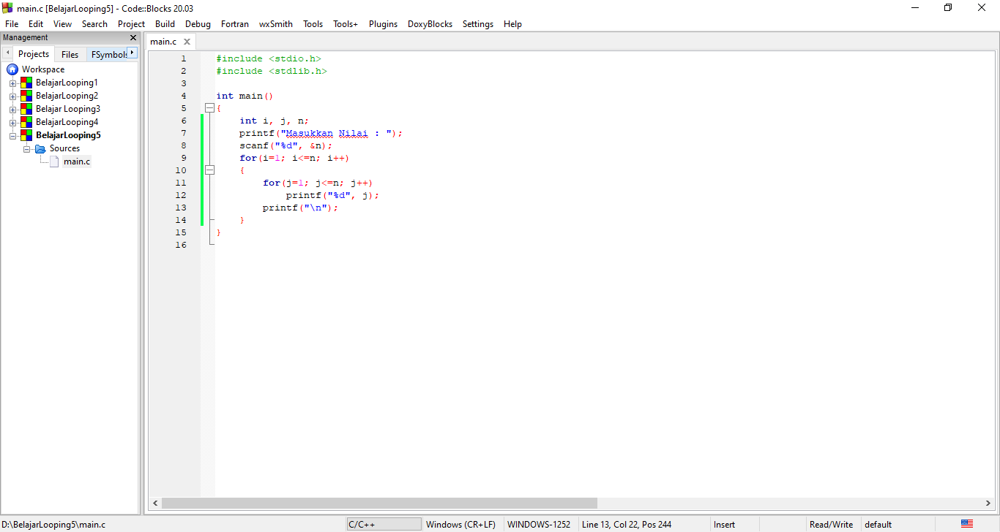 main.c [BelajarLooping5] - Code::Blocks 20.03
File Edit View Search Project Build Debug Fortran wxSmith Tools Tools+ Plugins DoxyBlocks Settings Help
Management
Projects Files FSymbols
Workspace
BelajarLooping1
BelajarLooping2
Belajar Looping3
BelajarLooping4
BelajarLooping5
Sources
main.c
main.c
1 #include <stdio.h>
2 #include <stdlib.h>
3
4 int main()
5 {
6 int i, j, n;
7 printf("Masukkan Nilai : ");
8 scanf("%d", &n);
9 for(i=1; i<=n; i++)
10 {
11 for(j=1; j<=n; j++)
12 printf("%d", j);
13 printf("\n");
14 }
15 }
16
D:\BelajarLooping5\main.c C/C++ Windows (CR+LF) WINDOWS-1252 Line 13, Col 22, Pos 244 Insert Read/Write default